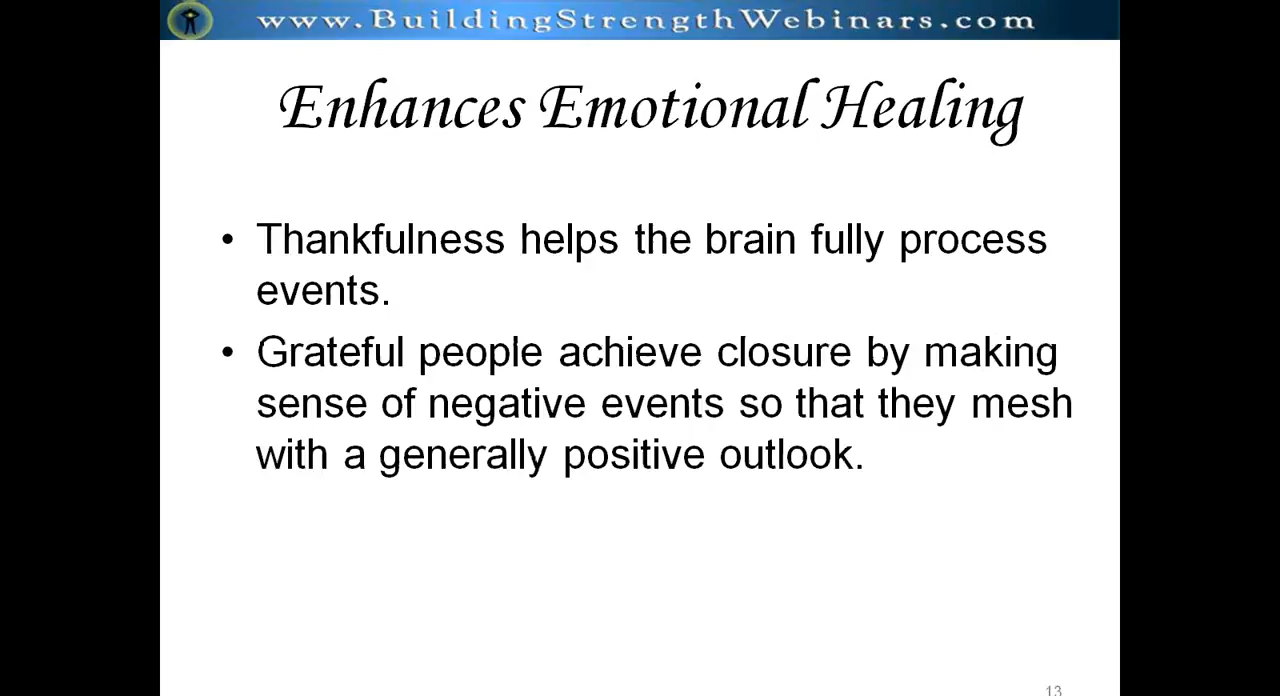 www.BuildingStrengthWebinars.com
Enhances Emotional Healing
• Thankfulness helps the brain fully process
events.
• Grateful people achieve closure by making
sense of negative events so that they mesh
with a generally positive outlook.
13